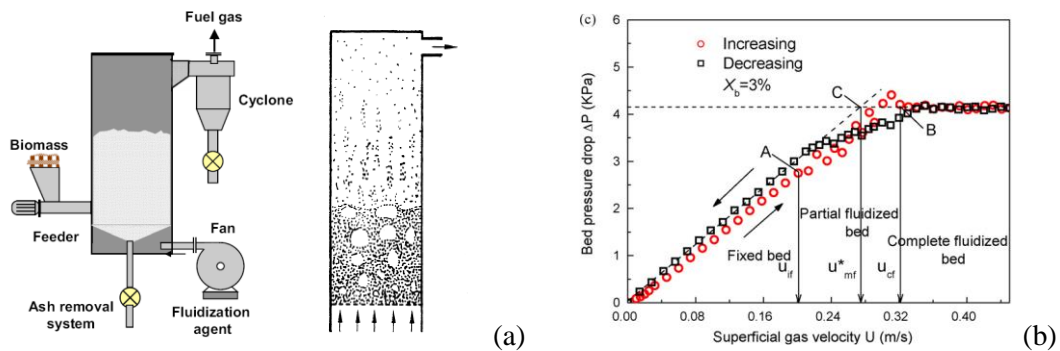 Fuel gas
Cyclone
Biomass
Feeder
Fan
Ash removal
system
Fluidization
agent
(a)
(c)
Bed pressure drop ΔP (KPa)
5
4
3
2
1
0
Increasing
Decreasing
X_b=3%
C
A
B
Partial fluidized
bed
Fixed bed
Complete fluidized
bed
u_if
u*_mf
u_cf
0.00 0.08 0.16 0.24 0.32 0.40
Superficial gas velocity U (m/s)
(b)